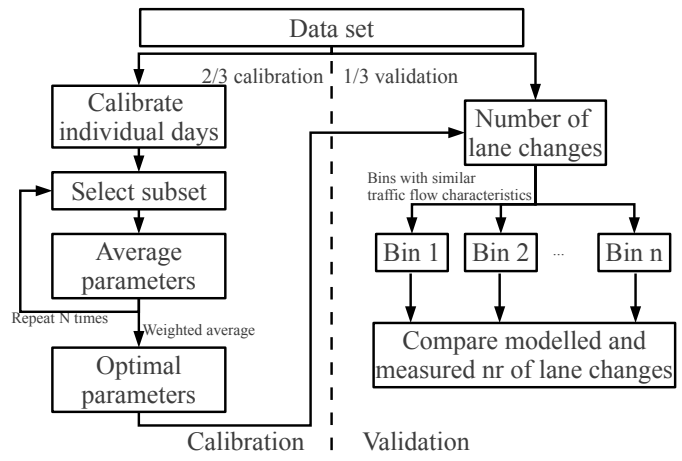 Data set
2/3 calibration
1/3 validation
Calibrate
individual days
Select subset
Average
parameters
Repeat N times
Weighted average
Optimal
parameters
Number of
lane changes
Bins with similar
traffic flow characteristics
Bin 1
Bin 2
...
Bin n
Compare modelled and
measured nr of lane changes
Calibration
Validation